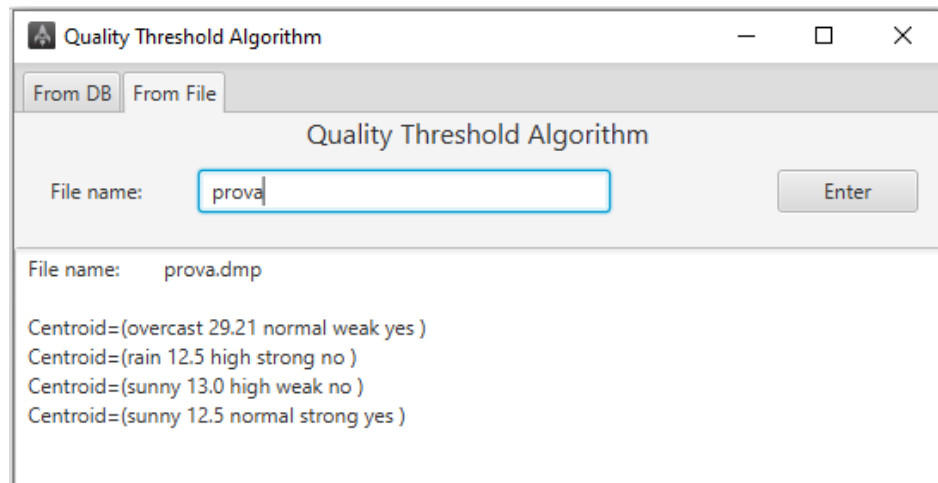 Quality Threshold Algorithm
From DB From File
Quality Threshold Algorithm
File name: prova Enter
File name: prova.dmp
Centroid=(overcast 29.21 normal weak yes )
Centroid=(rain 12.5 high strong no )
Centroid=(sunny 13.0 high weak no )
Centroid=(sunny 12.5 normal strong yes )